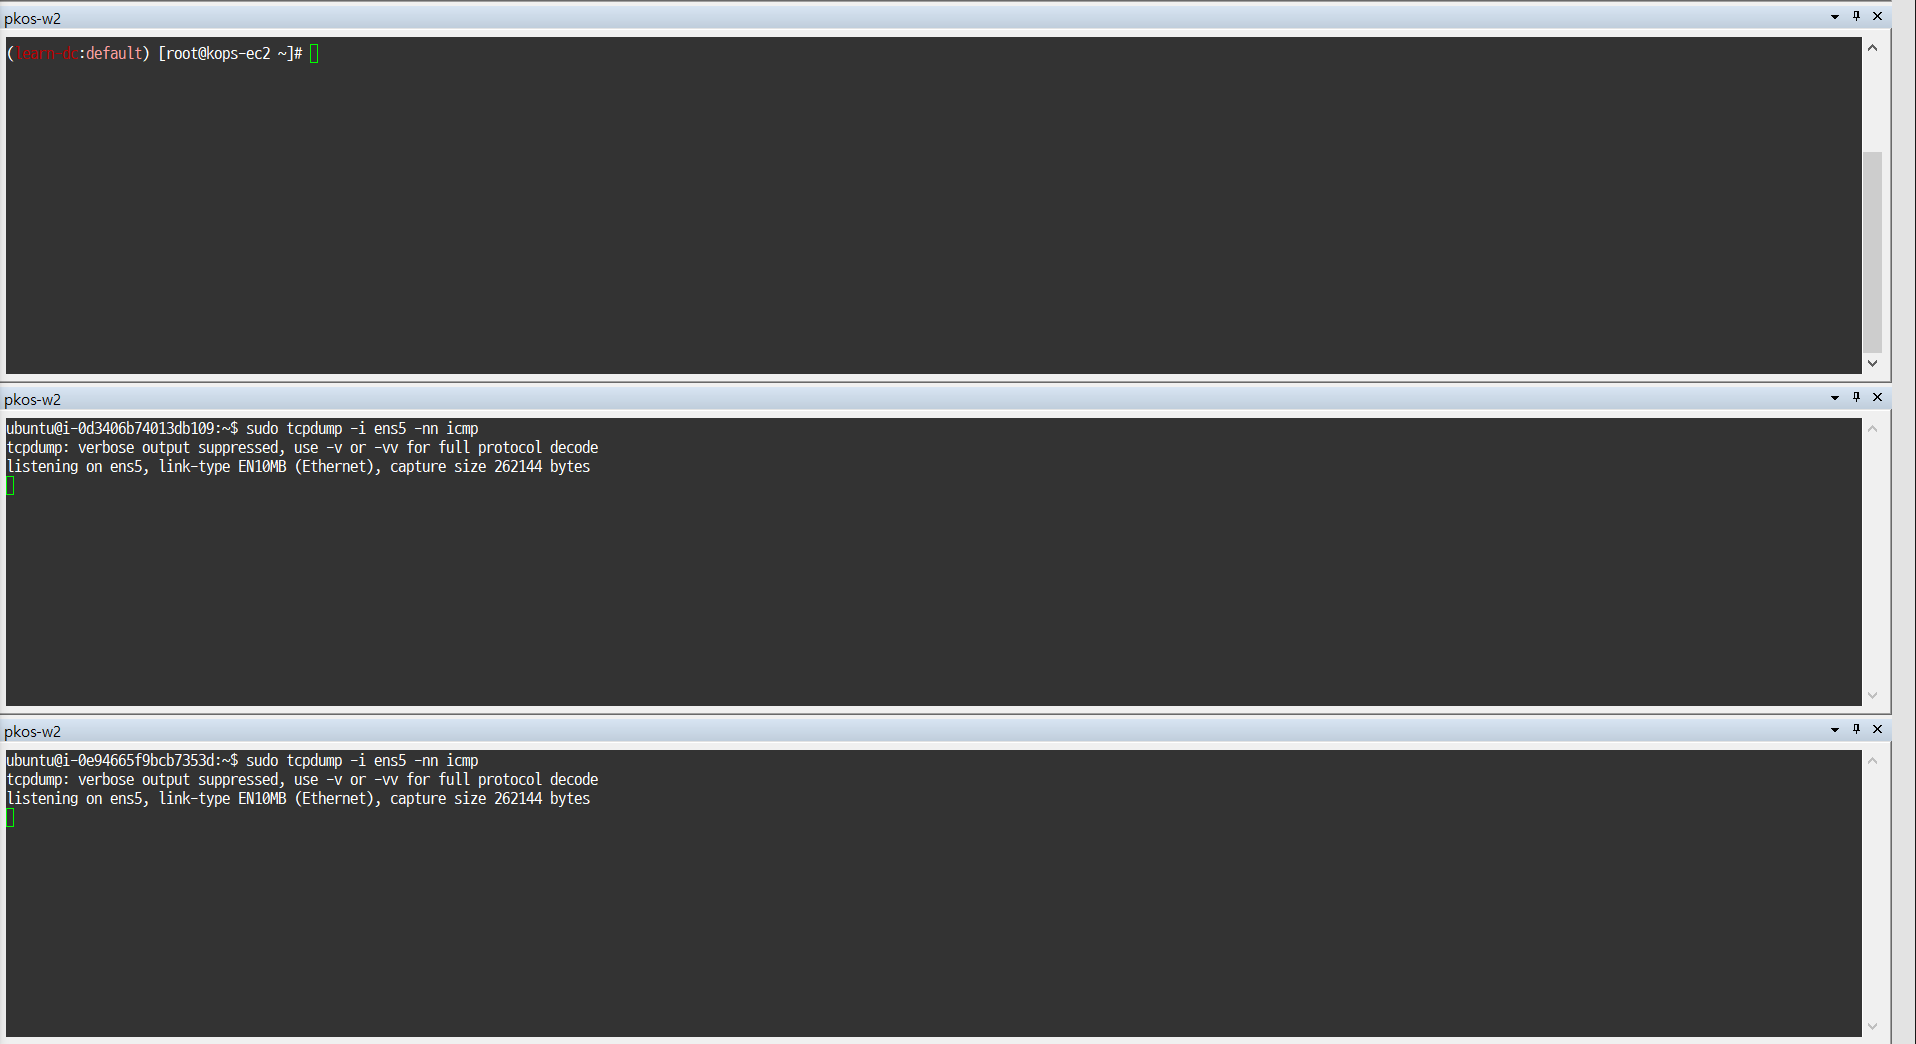 pkos-w2
(learn-dc:default) [root@kops-ec2 ~]#
pkos-w2
ubuntu@i-0d3406b74013db109:~$ sudo tcpdump -i ens5 -nn icmp
tcpdump: verbose output suppressed, use -v or -vv for full protocol decode
listening on ens5, link-type EN10MB (Ethernet), capture size 262144 bytes
pkos-w2
ubuntu@i-0e94665f9bcb7353d:~$ sudo tcpdump -i ens5 -nn icmp
tcpdump: verbose output suppressed, use -v or -vv for full protocol decode
listening on ens5, link-type EN10MB (Ethernet), capture size 262144 bytes